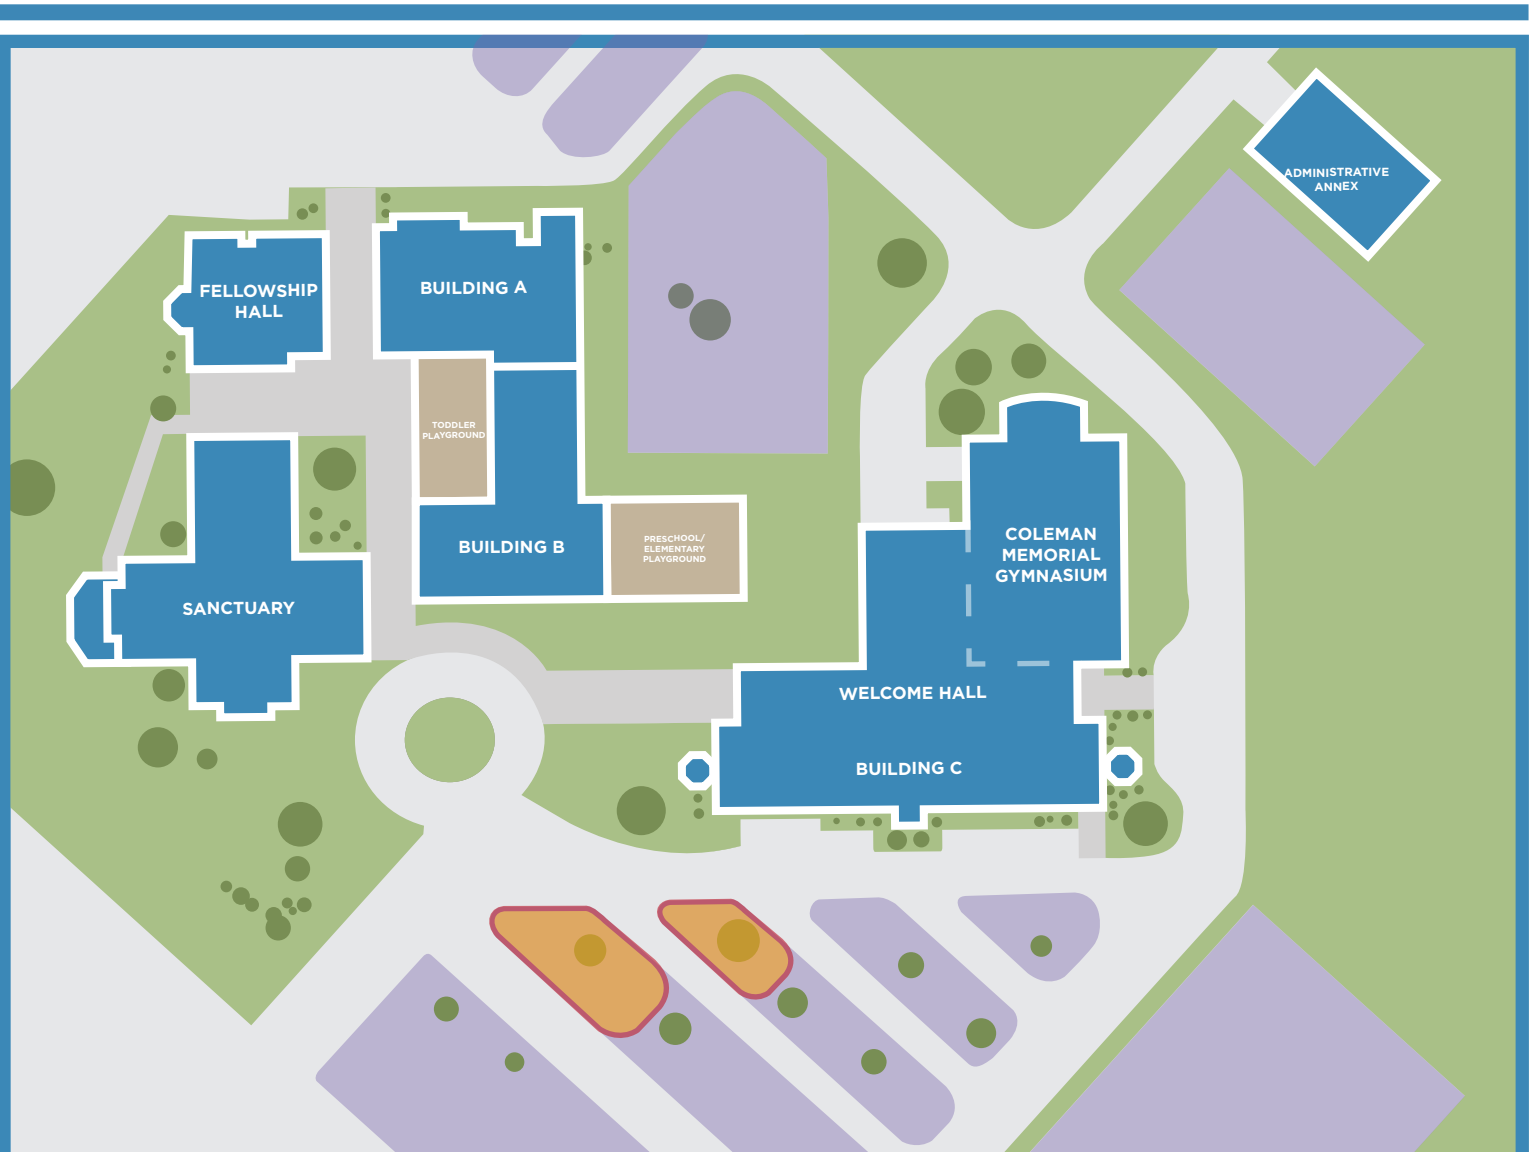 ADMINISTRATIVE
ANNEX
FELLOWSHIP
HALL
BUILDING A
TODDLER
PLAYGROUND
BUILDING B
PRESCHOOL/
ELEMENTARY
PLAYGROUND
COLEMAN
MEMORIAL
GYMNASIUM
SANCTUARY
WELCOME HALL
BUILDING C